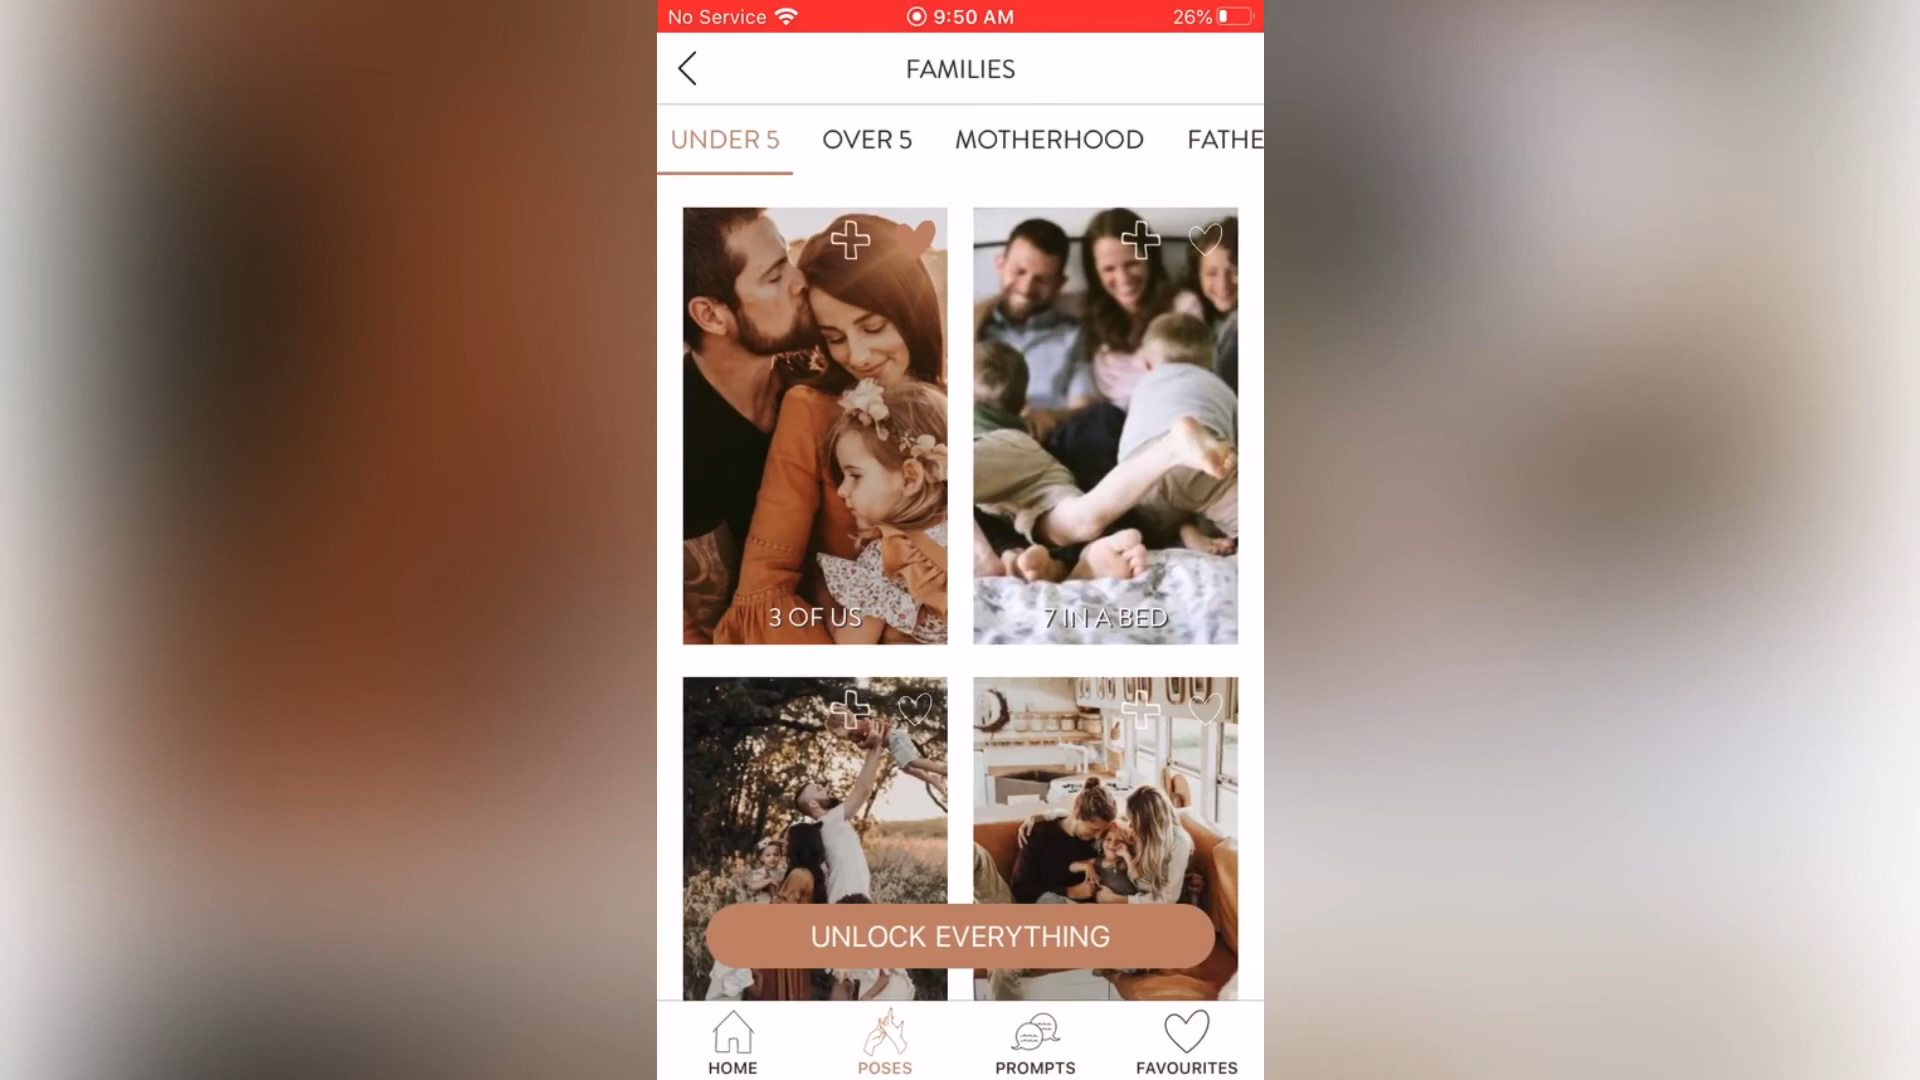 No Service 9:50 AM 26%
FAMILIES
UNDER 5 OVER 5 MOTHERHOOD FATHE
3 OF US 7 IN A BED
UNLOCK EVERYTHING
HOME POSES PROMPTS FAVOURITES